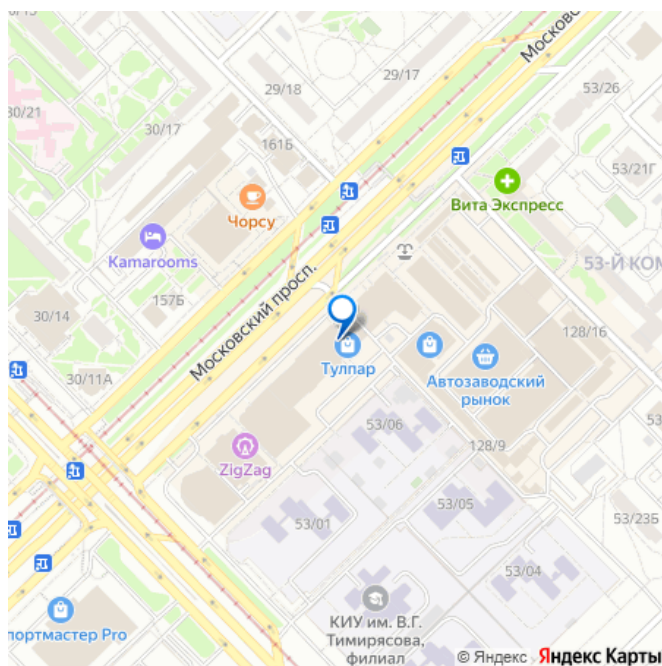 30/21
30/17
29/18
29/17
Московский
53/26
161Б
53/21Г
Вита Экспресс
Чорсу
Kamarooms
53-Й КОМ
Московский просп.
157Б
30/14
128/16
Тулпар
Автозаводский
рынок
30/11А
53/06
128/9
ZigZag
53/01
53/05
53/23Б
53/04
КИУ им. В.Г.
Тимирясова,
филиал
портмастер Pro
© Яндекс Яндекс Карты